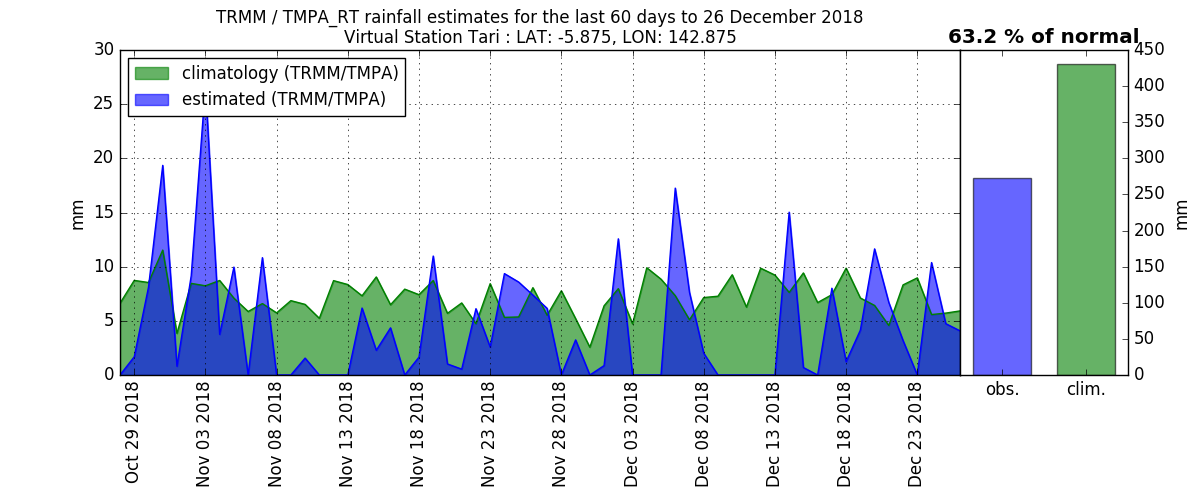 TRMM / TMPA_RT rainfall estimates for the last 60 days to 26 December 2018
Virtual Station Tari : LAT: -5.875, LON: 142.875
63.2 % of normal
climatology (TRMM/TMPA)
estimated (TRMM/TMPA)
30
25
20
15
10
5
0
mm
Oct 29 2018
Nov 03 2018
Nov 08 2018
Nov 13 2018
Nov 18 2018
Nov 23 2018
Nov 28 2018
Dec 03 2018
Dec 08 2018
Dec 13 2018
Dec 18 2018
Dec 23 2018
450
400
350
300
250
200
150
100
50
0
mm
obs.
clim.